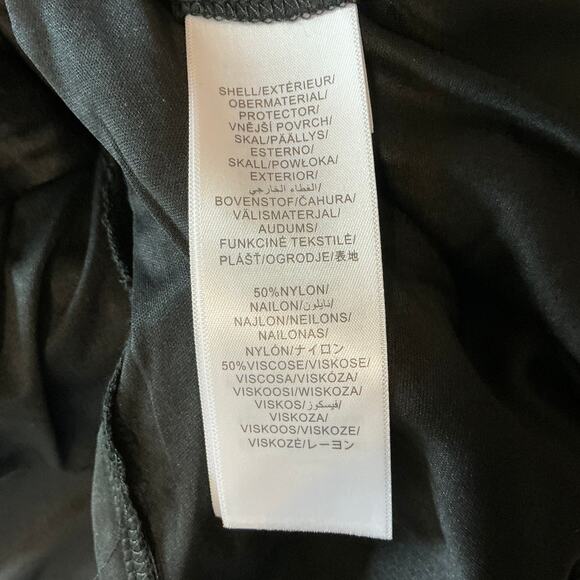 SHELL/EXTÉRIEUR/
OBERMATERIAL/
PROTECTOR/
VNĚJŠÍ POVRCH/
SKAL/PÄÄLLYS/
ESTERNO/
SKALL/POWŁOKA/
EXTERIOR/
الغطاء الخارجي/
BOVENSTOF/ČAHURA/
VÄLISMATERJAL/
AUDUMS/
FUNKCINĖ TEKSTILĖ/
PLÁŠŤ/OGRODJE/表地
50%NYLON/
NAILON/نايلون/
NAJLON/NEILONS/
NAILONAS/
NYLÓN/ナイロン
50%VISCOSE/VISKOSE/
VISCOSA/VISKÓZA/
VISKOOSI/WISKOZA/
VISKOS/فيسكوز/
VISKOZA/
VISKOOS/VISKOZE/
VISKOZĖ/レーヨン